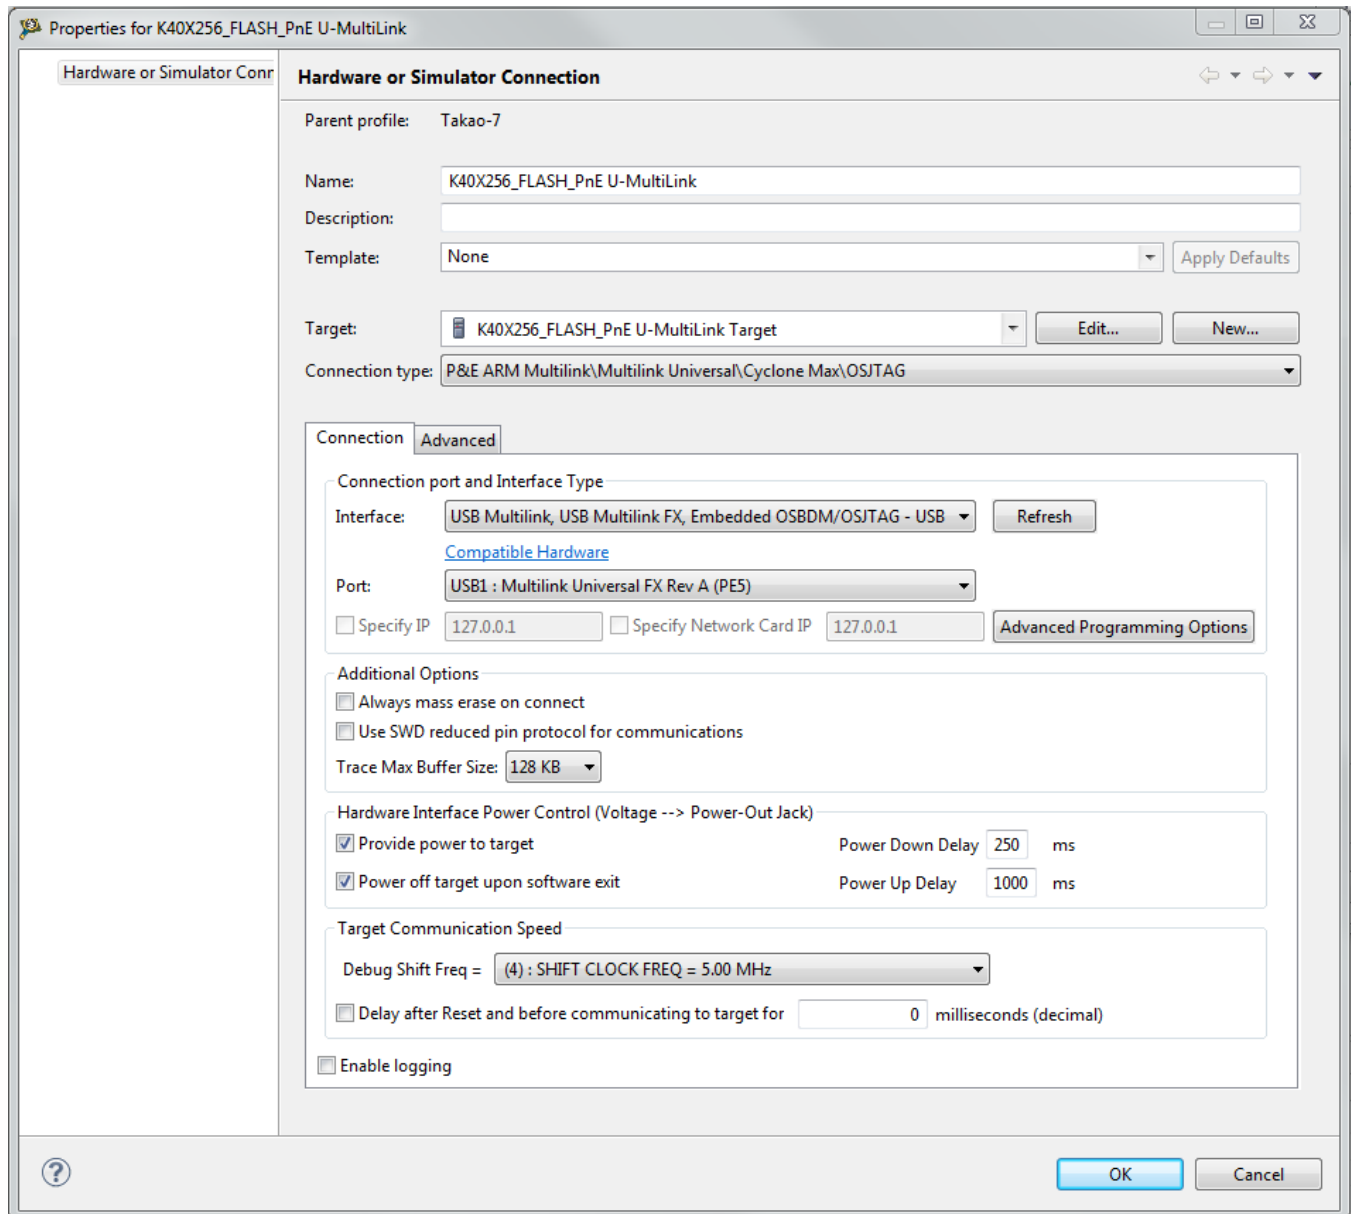 Properties for K40X256_FLASH_PnE U-MultiLink
Hardware or Simulator Conr
Hardware or Simulator Connection
Parent profile: Takao-7
Name: K40X256_FLASH_PnE U-MultiLink
Description:
Template: None Apply Defaults
Target: K40X256_FLASH_PnE U-MultiLink Target Edit... New...
Connection type: P&E ARM Multilink\Multilink Universal\Cyclone Max\OSJTAG
Connection Advanced
Connection port and Interface Type
Interface: USB Multilink, USB Multilink FX, Embedded OSBDM/OSJTAG - USB Refresh
Compatible Hardware
Port: USB1 : Multilink Universal FX Rev A (PE5)
Specify IP 127.0.0.1 Specify Network Card IP 127.0.0.1 Advanced Programming Options
Additional Options
Always mass erase on connect
Use SWD reduced pin protocol for communications
Trace Max Buffer Size: 128 KB
Hardware Interface Power Control (Voltage --> Power-Out Jack)
Provide power to target Power Down Delay 250 ms
Power off target upon software exit Power Up Delay 1000 ms
Target Communication Speed
Debug Shift Freq = (4) : SHIFT CLOCK FREQ = 5.00 MHz
Delay after Reset and before communicating to target for 0 milliseconds (decimal)
Enable logging
? OK Cancel